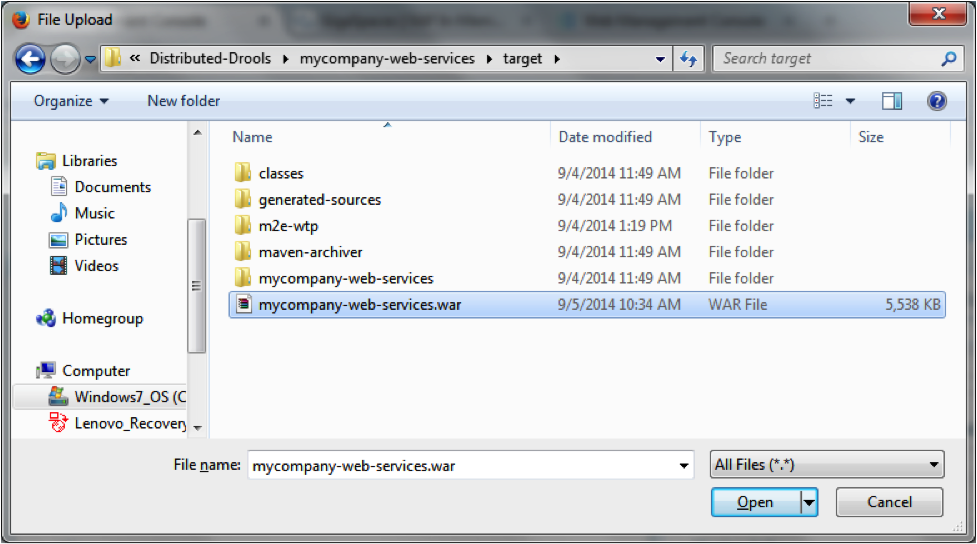 File Upload
« Distributed-Drools mycompany-web-services target
Search target
Organize New folder
Name Date modified Type Size
Libraries
Documents
Music
Pictures
Videos
Homegroup
Computer
Windows7_OS (C
Lenovo_Recovery
classes 9/4/2014 11:49 AM File folder
generated-sources 9/4/2014 11:49 AM File folder
m2e-wtp 9/4/2014 1:19 PM File folder
maven-archiver 9/4/2014 11:49 AM File folder
mycompany-web-services 9/4/2014 11:49 AM File folder
mycompany-web-services.war 9/5/2014 10:34 AM WAR File 5,538 KB
File name: mycompany-web-services.war
All Files (*.*)
Open Cancel